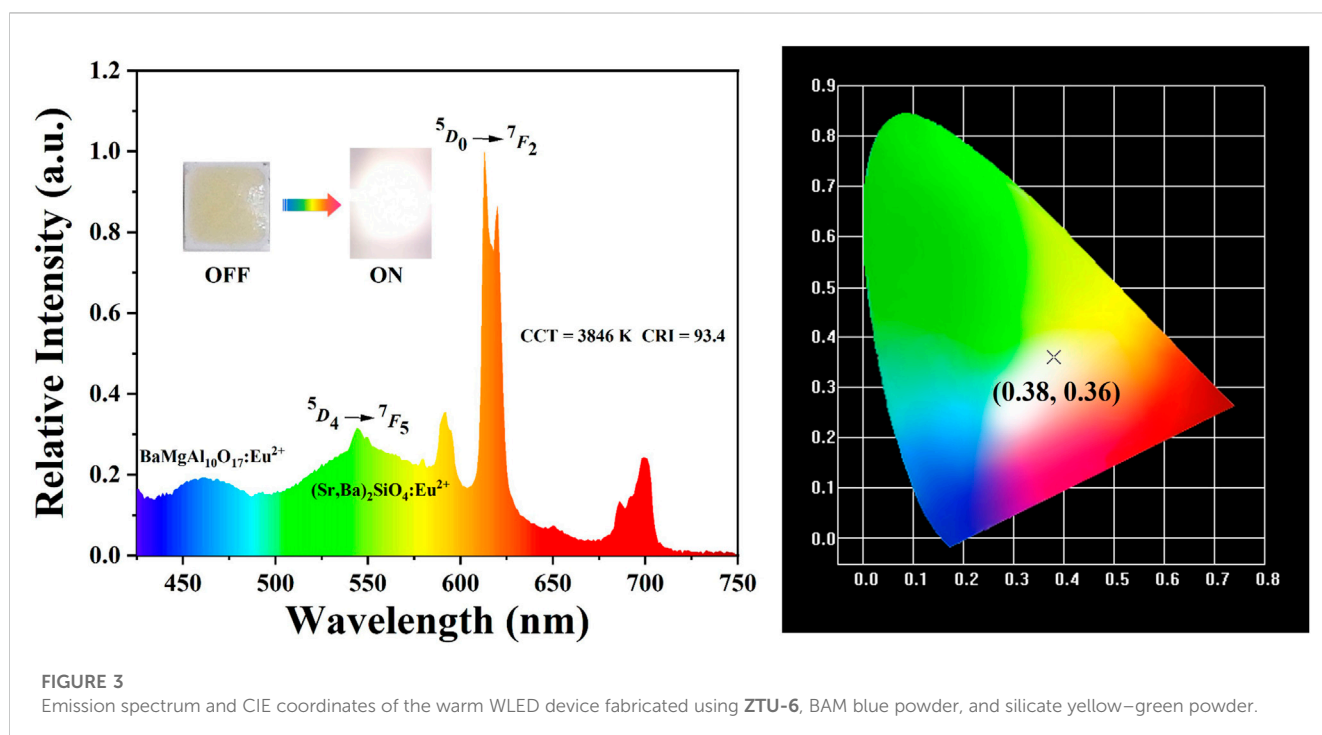 Relative Intensity (a.u.)
1.2
1.0
0.8
0.6
0.4
0.2
0.0
⁵D₀ → ⁷F₂
OFF
ON
CCT = 3846 K CRI = 93.4
⁵D₄ → ⁷F₅
BaMgAl₁₀O₁₇:Eu²⁺
(Sr,Ba)₂SiO₄:Eu²⁺
450 500 550 600 650 700 750
Wavelength (nm)
0.9
0.8
0.7
0.6
0.5
0.4
0.3
0.2
0.1
0.0
(0.38, 0.36)
0.0 0.1 0.2 0.3 0.4 0.5 0.6 0.7 0.8
FIGURE 3
Emission spectrum and CIE coordinates of the warm WLED device fabricated using ZTU-6, BAM blue powder, and silicate yellow–green powder.